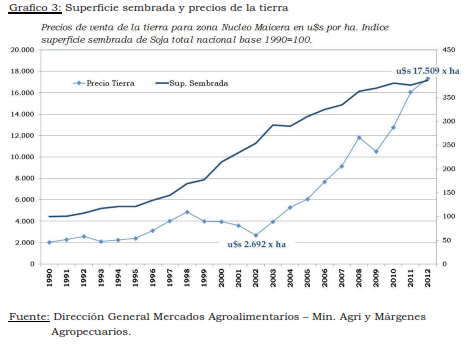 Grafico 3: Superficie sembrada y precios de la tierra
Precios de venta de la tierra para zona Nucleo Maicera en u$s por ha. Indice
superficie sembrada de Soja total nacional base 1990=100.
20.000
18.000
16.000
14.000
12.000
10.000
8.000
6.000
4.000
2.000
0
450
350
300
250
200
150
100
50
0
Precio Tierra
Sup. Sembrada
u$s 17.509 x ha
u$s 2.692 x ha
1990 1991 1992 1993 1994 1995 1996 1997 1998 1999 2000 2001 2002 2003 2004 2005 2006 2007 2008 2009 2010 2011 2012
Fuente: Dirección General Mercados Agroalimentarios – Min. Agri y Márgenes
Agropecuarios.